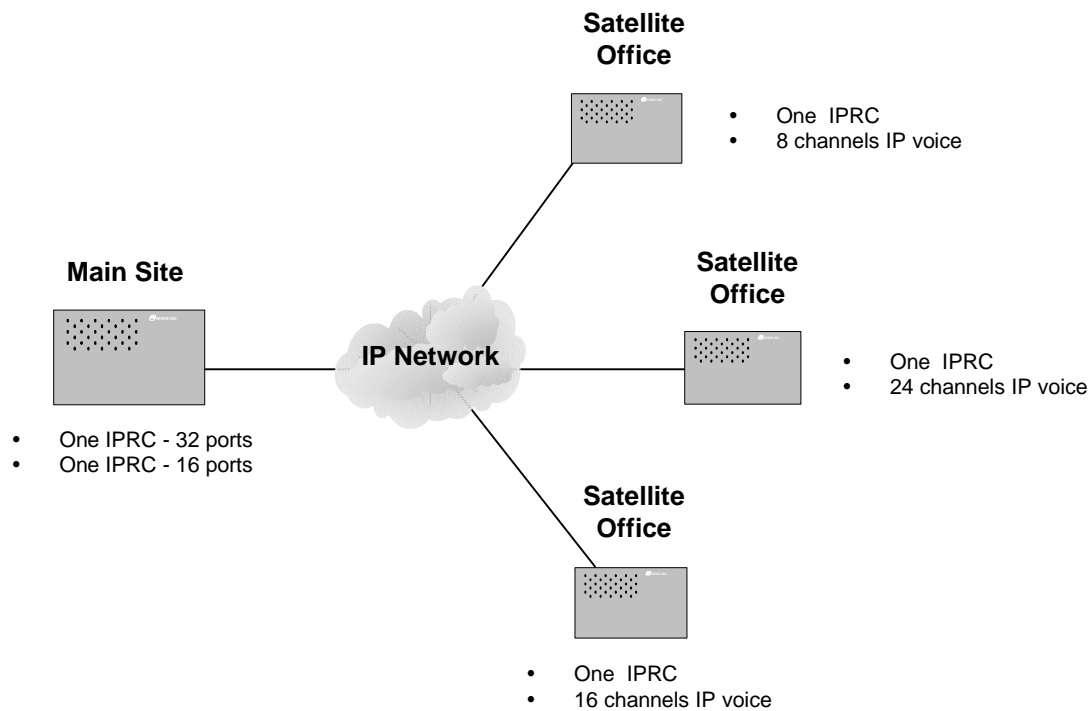 Satellite
Office
• One IPRC
• 8 channels IP voice
Main Site
Satellite
Office
IP Network
• One IPRC
• 24 channels IP voice
• One IPRC - 32 ports
• One IPRC - 16 ports
Satellite
Office
• One IPRC
• 16 channels IP voice